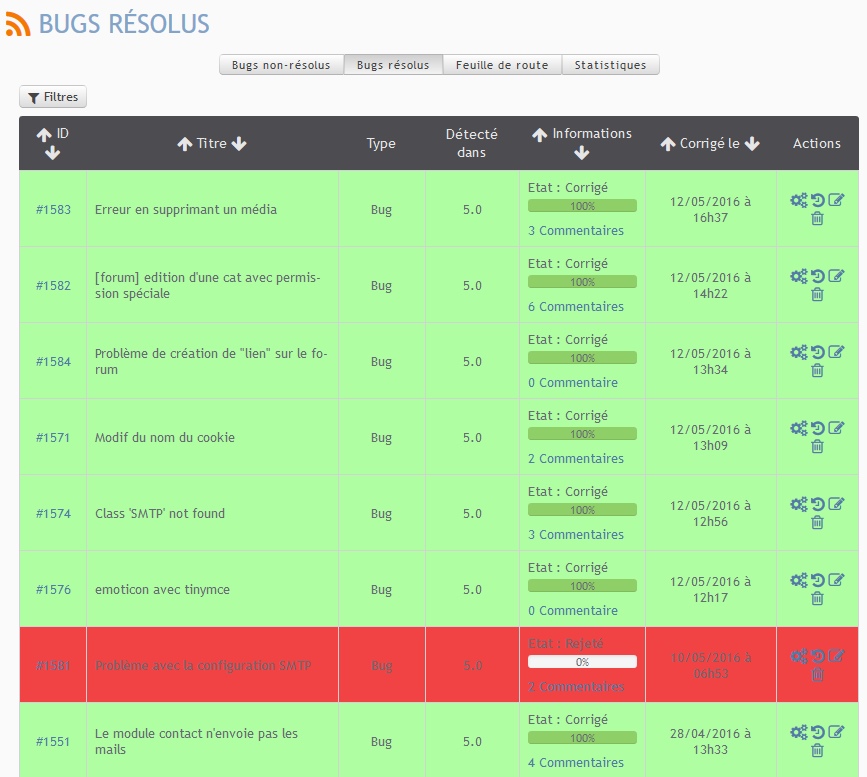 BUGS RÉSOLUS
Bugs non-résolus Bugs résolus Feuille de route Statistiques
Filtres
ID Titre Type Détecté dans Informations Corrigé le Actions
#1583 Erreur en supprimant un média Bug 5.0 Etat : Corrigé
100%
3 Commentaires
12/05/2016 à
16h37
#1582 [forum] edition d'une cat avec permis-
sion spéciale
Bug 5.0 Etat : Corrigé
100%
6 Commentaires
12/05/2016 à
14h22
#1584 Problème de création de "lien" sur le fo-
rum
Bug 5.0 Etat : Corrigé
100%
0 Commentaire
12/05/2016 à
13h34
#1571 Modif du nom du cookie Bug 5.0 Etat : Corrigé
100%
2 Commentaires
12/05/2016 à
13h09
#1574 Class 'SMTP' not found Bug 5.0 Etat : Corrigé
100%
3 Commentaires
12/05/2016 à
12h56
#1576 emoticon avec tinymce Bug 5.0 Etat : Corrigé
100%
0 Commentaire
12/05/2016 à
12h17
#1581 Problème avec la configuration SMTP Bug 5.0 Etat : Rejeté
0%
2 Commentaires
10/05/2016 à
06h53
#1551 Le module contact n'envoie pas les
mails
Bug 5.0 Etat : Corrigé
100%
4 Commentaires
28/04/2016 à
13h33